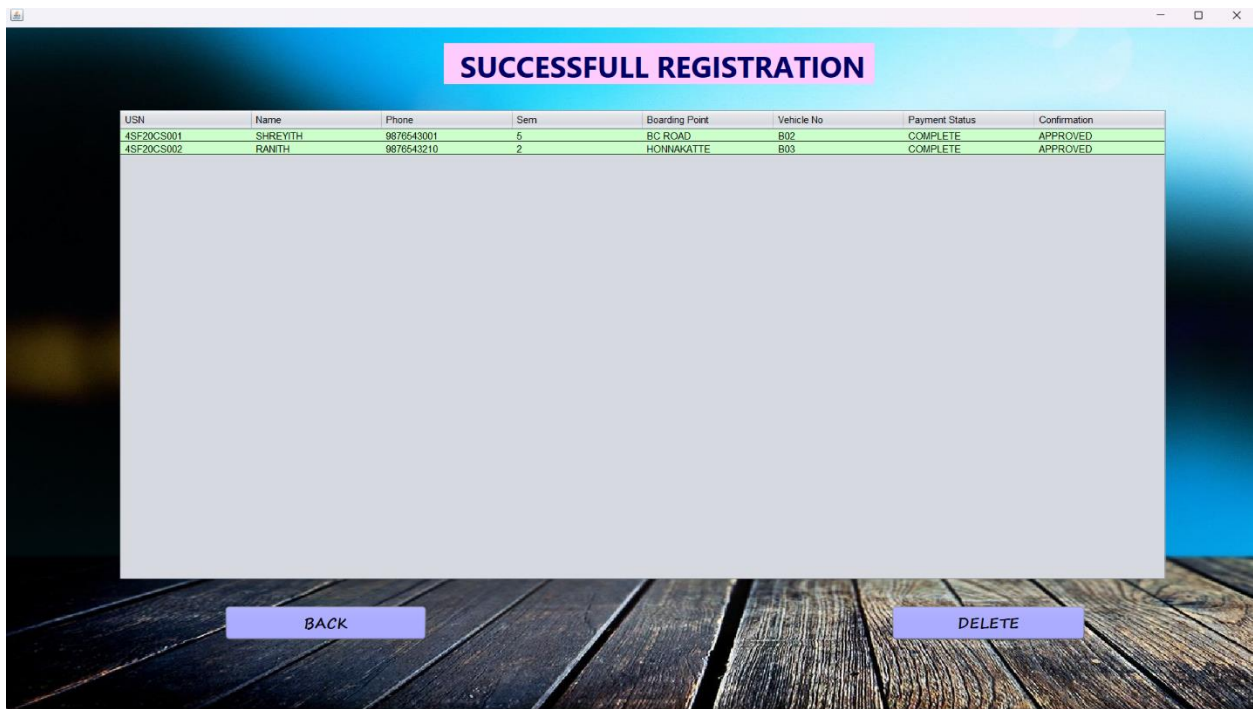 SUCCESSFULL REGISTRATION
USN Name Phone Sem Boarding Point Vehicle No Payment Status Confirmation
4SF20CS001 SHREYITH 9876543001 5 BC ROAD B02 COMPLETE APPROVED
4SF20CS002 RANITH 9876543210 2 HONNAKATTE B03 COMPLETE APPROVED
BACK DELETE